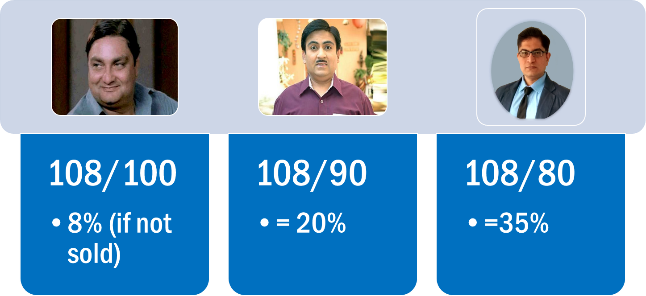 108/100
• 8% (if not
sold)
108/90
• = 20%
108/80
• =35%